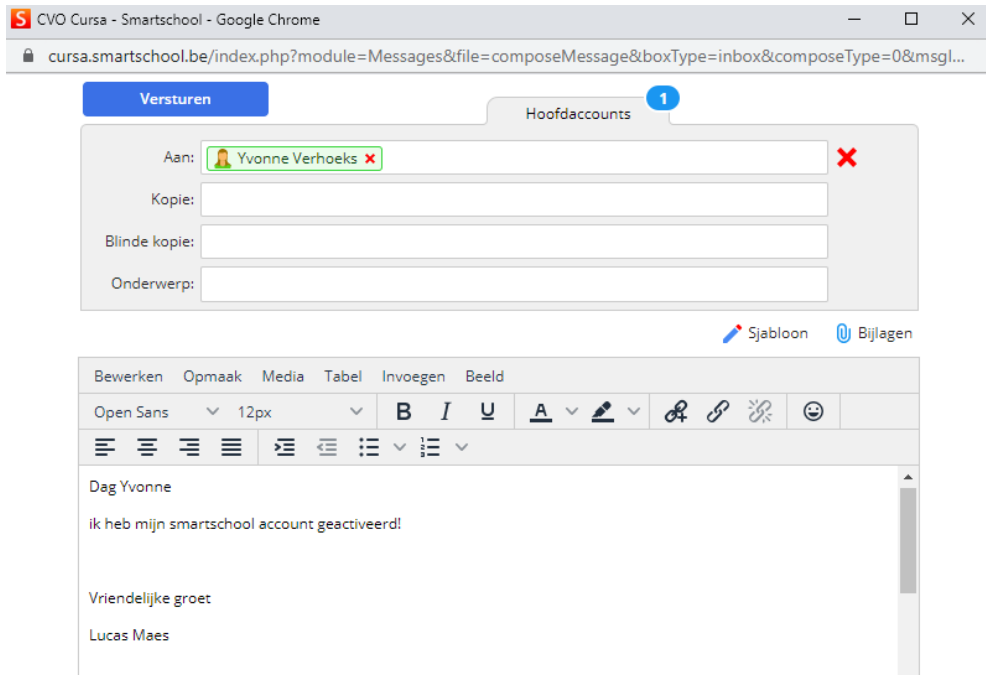 CVO Cursa - Smartschool - Google Chrome
cursa.smartschool.be/index.php?module=Messages&file=composeMessage&boxType=inbox&composeType=0&msgl...
Versturen
Hoofdaccounts 1
Aan: Yvonne Verhoeks
Kopie:
Blinde kopie:
Onderwerp:
Sjabloon Bijlagen
Bewerken Opmaak Media Tabel Invoegen Beeld
Open Sans 12px B I U A
Dag Yvonne
ik heb mijn smartschool account geactiveerd!
Vriendelijke groet
Lucas Maes